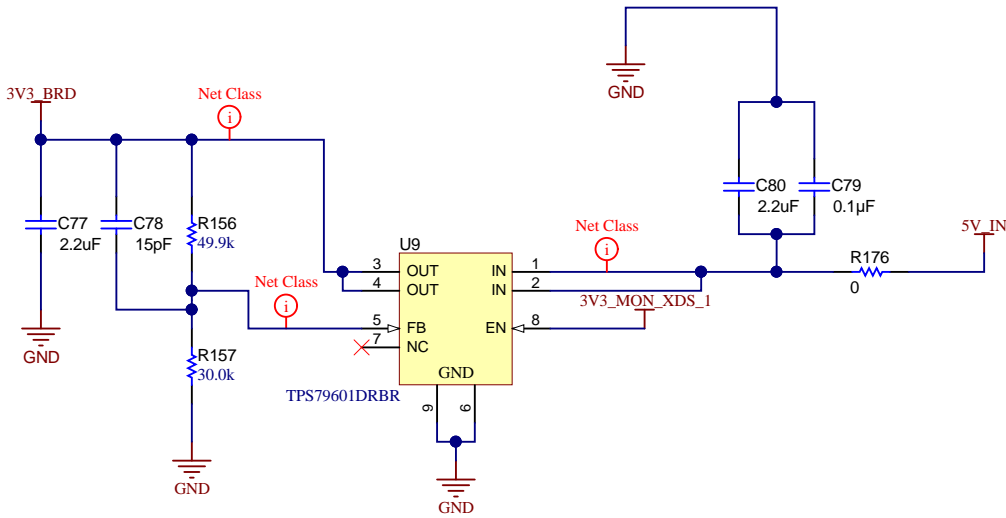 GND
3V3_BRD
Net Class
i
C80
2.2uF
C79
0.1µF
C77
2.2uF
C78
15pF
R156
49.9k
5V_IN
Net Class
i
R176
0
U9
3
OUT
IN
1
4
OUT
IN
2
Net Class
i
3V3_MON_XDS_1
5
FB
EN
8
7
NC
R157
30.0k
GND
GND
TPS79601DRBR
9
6
GND
GND